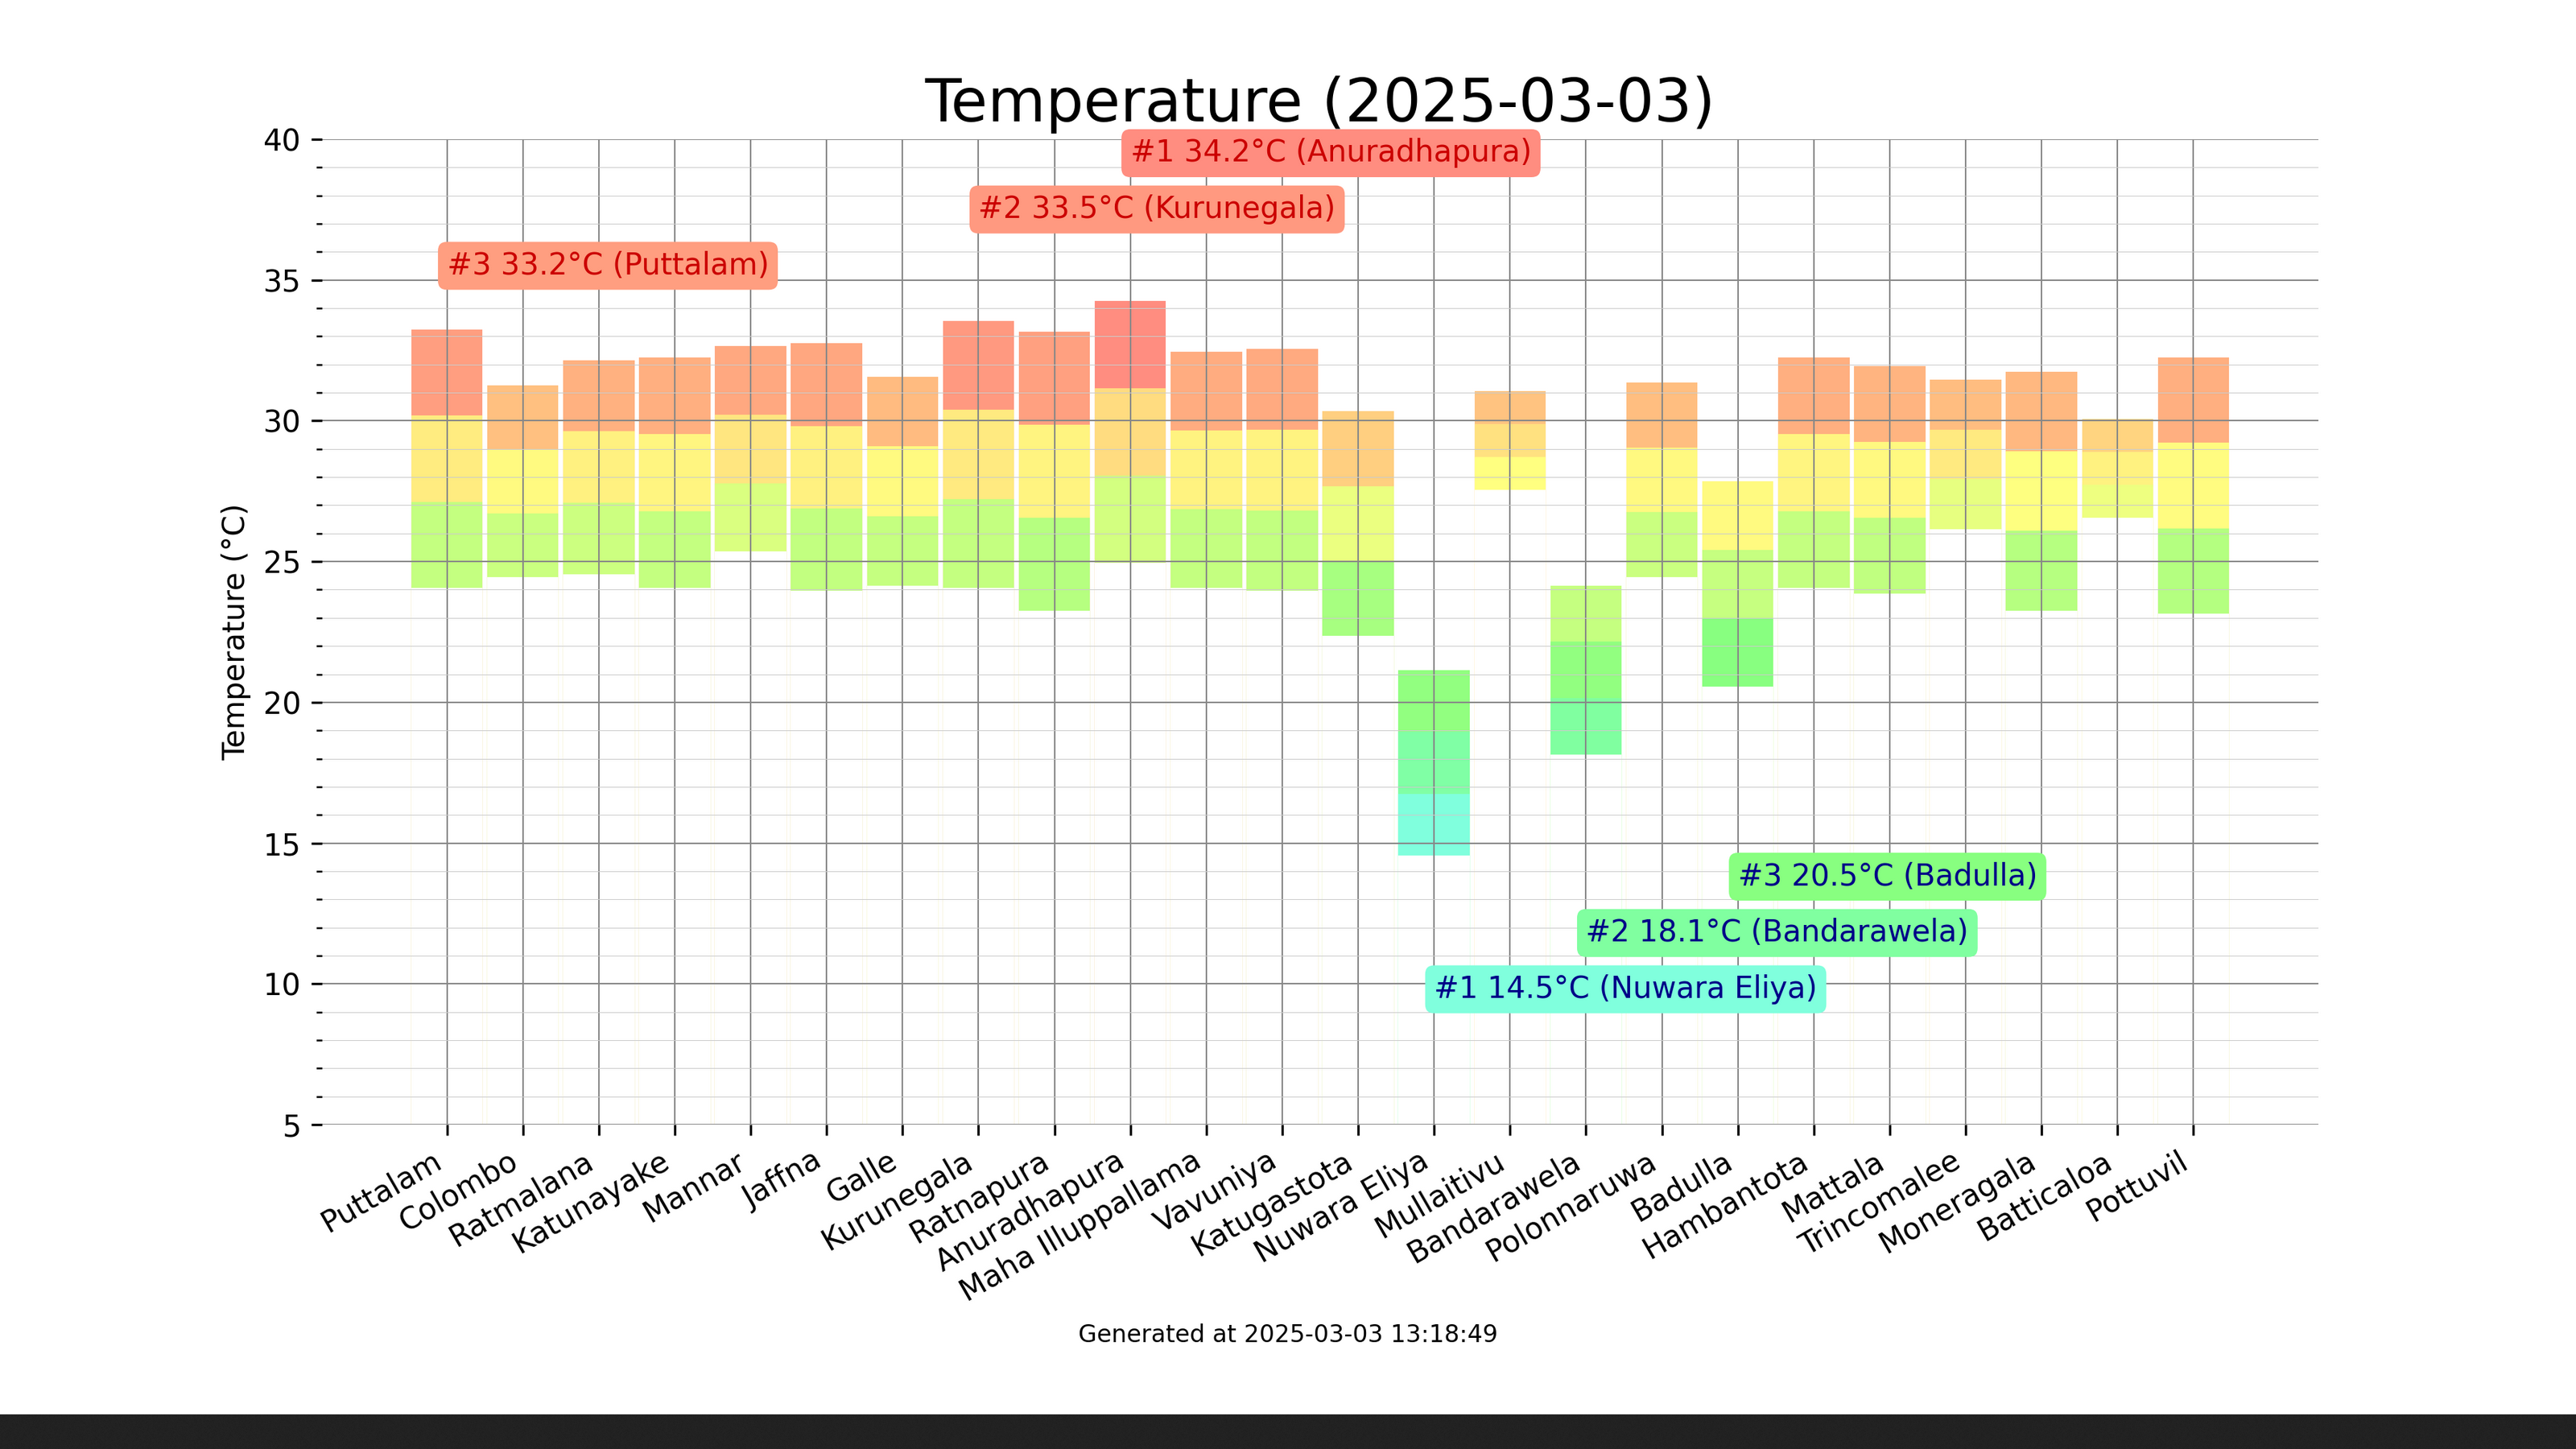 Temperature (2025-03-03)
#1 34.2°C (Anuradhapura)
#2 33.5°C (Kurunegala)
#3 33.2°C (Puttalam)
40
35
30
25
20
15
10
5
Temperature (°C)
#3 20.5°C (Badulla)
#2 18.1°C (Bandarawela)
#1 14.5°C (Nuwara Eliya)
Puttalam
Colombo
Ratmalana
Katunayake
Mannar
Jaffna
Galle
Kurunegala
Ratnapura
Anuradhapura
Maha Illuppallama
Vavuniya
Katugastota
Nuwara Eliya
Mullaitivu
Bandarawela
Polonnaruwa
Badulla
Hambantota
Mattala
Trincomalee
Moneragala
Batticaloa
Pottuvil
Generated at 2025-03-03 13:18:49